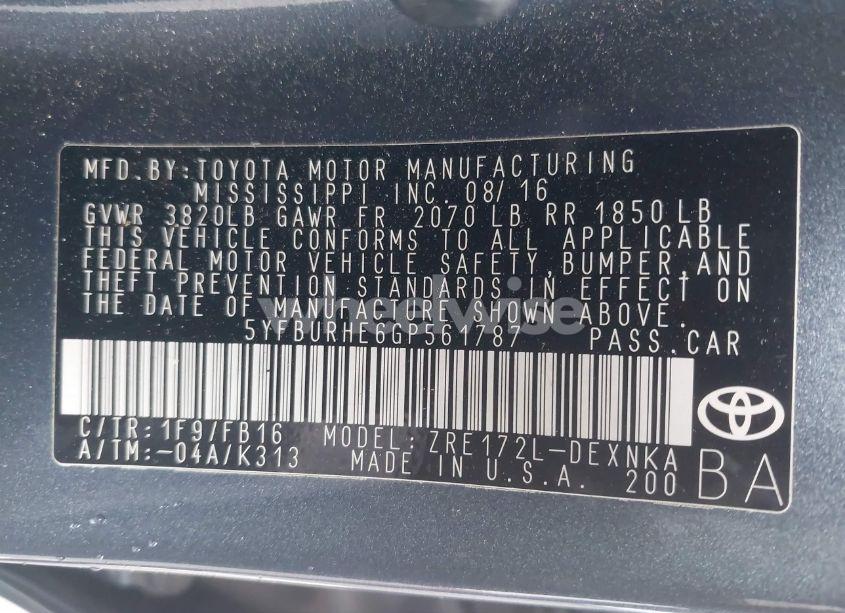 MFD.BY:TOYOTA MOTOR MANUFACTURING
MISSISSIPPI INC. 08/16
GVWR 3820LB GAWR FR 2070 LB RR 1850 LB
THIS VEHICLE CONFORMS TO ALL APPLICABLE
FEDERAL MOTOR VEHICLE SAFETY,BUMPER,AND
THEFT PREVENTION STANDARDS IN EFFECT ON
THE DATE OF MANUFACTURE SHOWN ABOVE.
wheelwise
5YFBURHE6GP561787 PASS.CAR
C/TR:1F9/FB16 MODEL:ZRE172L-DEXNKA
A/TM:-04A/K313 MADE IN U.S.A. 200
BA